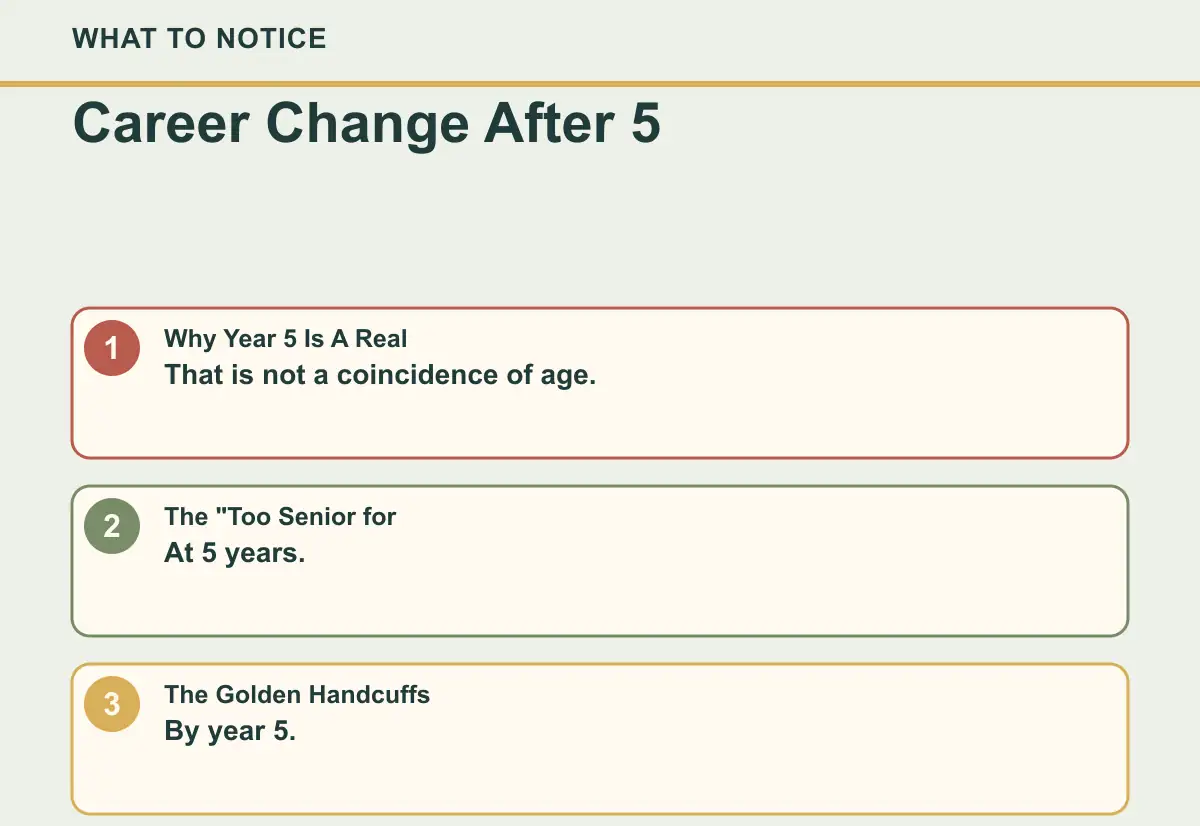 WHAT TO NOTICE
Career Change After 5
1
Why Year 5 Is A Real
That is not a coincidence of age.
2
The "Too Senior for
At 5 years.
3
The Golden Handcuffs
By year 5.